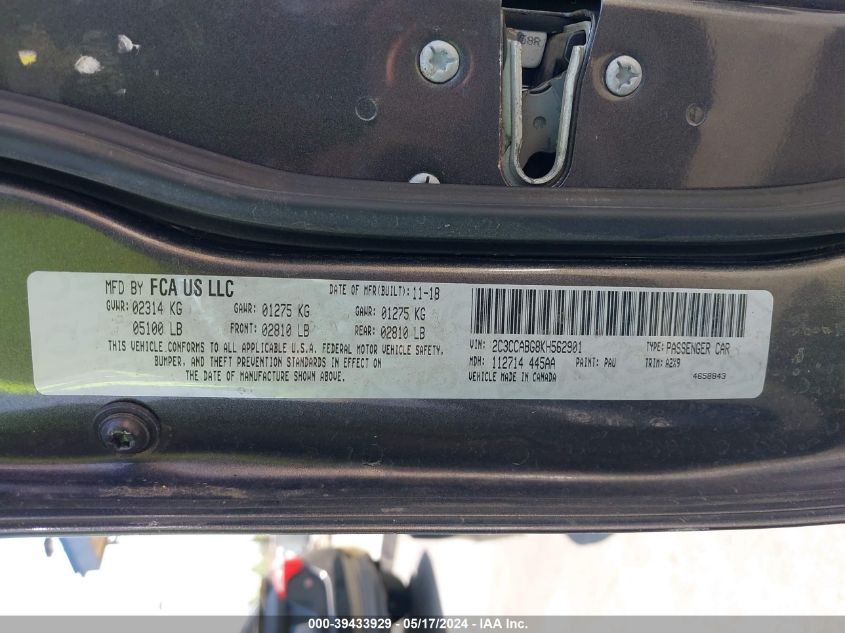 68R
MFD BY FCA US LLC DATE OF MFR(BUILT): 11-18
GVWR: 02314 KG GAWR: 01275 KG GAWR: 01275 KG
05100 LB FRONT: 02810 LB REAR: 02810 LB
THIS VEHICLE CONFORMS TO ALL APPLICABLE U.S.A. FEDERAL MOTOR VEHICLE SAFETY,
BUMPER, AND THEFT PREVENTION STANDARDS IN EFFECT ON
THE DATE OF MANUFACTURE SHOWN ABOVE.
VIN: 2C3CCABG8KH562901 TYPE: PASSENGER CAR
MDH: 112714 445AA PAINT: PAU TRIM: AZX9
VEHICLE MADE IN CANADA 4658843
000-39433929 / 05/17/2024 - IAA Inc.